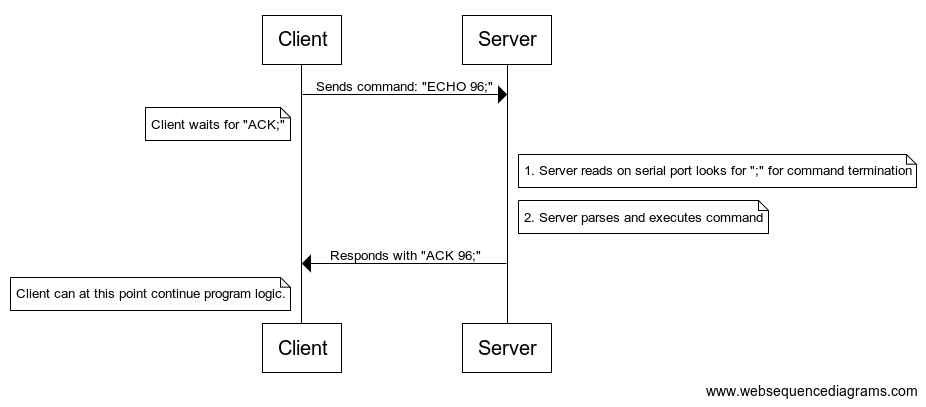 Client
Server
Sends command: "ECHO 96;"
Client waits for "ACK;"
1. Server reads on serial port looks for ";" for command termination
2. Server parses and executes command
Responds with "ACK 96;"
Client can at this point continue program logic.
Client
Server
www.websequencediagrams.com